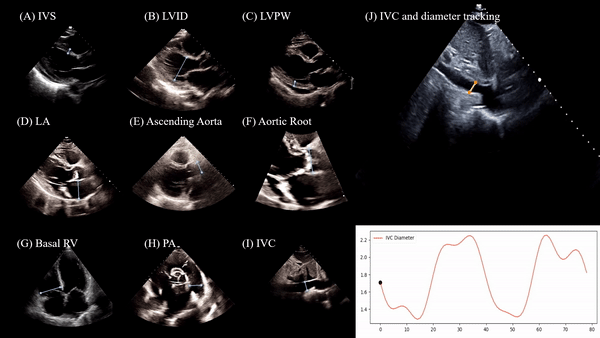 (A) IVS
(B) LVID
(C) LVPW
(J) IVC and diameter tracking
(D) LA
(E) Ascending Aorta
(F) Aortic Root
(G) Basal RV
(H) PA
(I) IVC
IVC Diameter
2.2
2.0
1.8
1.6
1.4
0 10 20 30 40 50 60 70 80